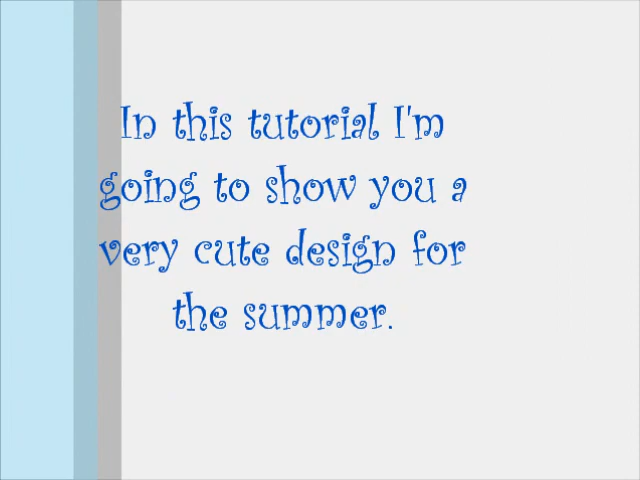 In this tutorial I'm
going to show you a
very cute design for
the summer.